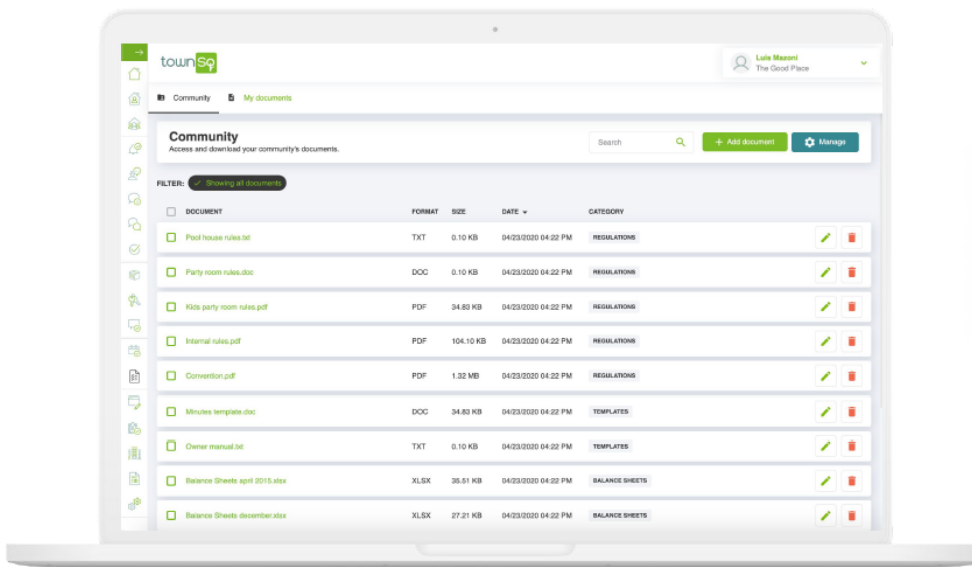 townSq
Luis Mazoni
The Good Place
Community
My documents
Community
Access and download your community's documents.
Search
+ Add document
Manage
FILTER:
Showing all documents
DOCUMENT FORMAT SIZE DATE CATEGORY
Pool house rules.txt TXT 0.10 KB 04/23/2020 04:22 PM REGULATIONS
Party room rules.doc DOC 0.10 KB 04/23/2020 04:22 PM REGULATIONS
Kids party room rules.pdf PDF 34.83 KB 04/23/2020 04:22 PM REGULATIONS
Internal rules.pdf PDF 104.10 KB 04/23/2020 04:22 PM REGULATIONS
Convention.pdf PDF 1.32 MB 04/23/2020 04:22 PM REGULATIONS
Minutes template.doc DOC 34.83 KB 04/23/2020 04:22 PM TEMPLATES
Owner manual.txt TXT 0.10 KB 04/23/2020 04:22 PM TEMPLATES
Balance Sheets april 2015.xlsx XLSX 35.51 KB 04/23/2020 04:22 PM BALANCE SHEETS
Balance Sheets december.xlsx XLSX 27.21 KB 04/23/2020 04:22 PM BALANCE SHEETS